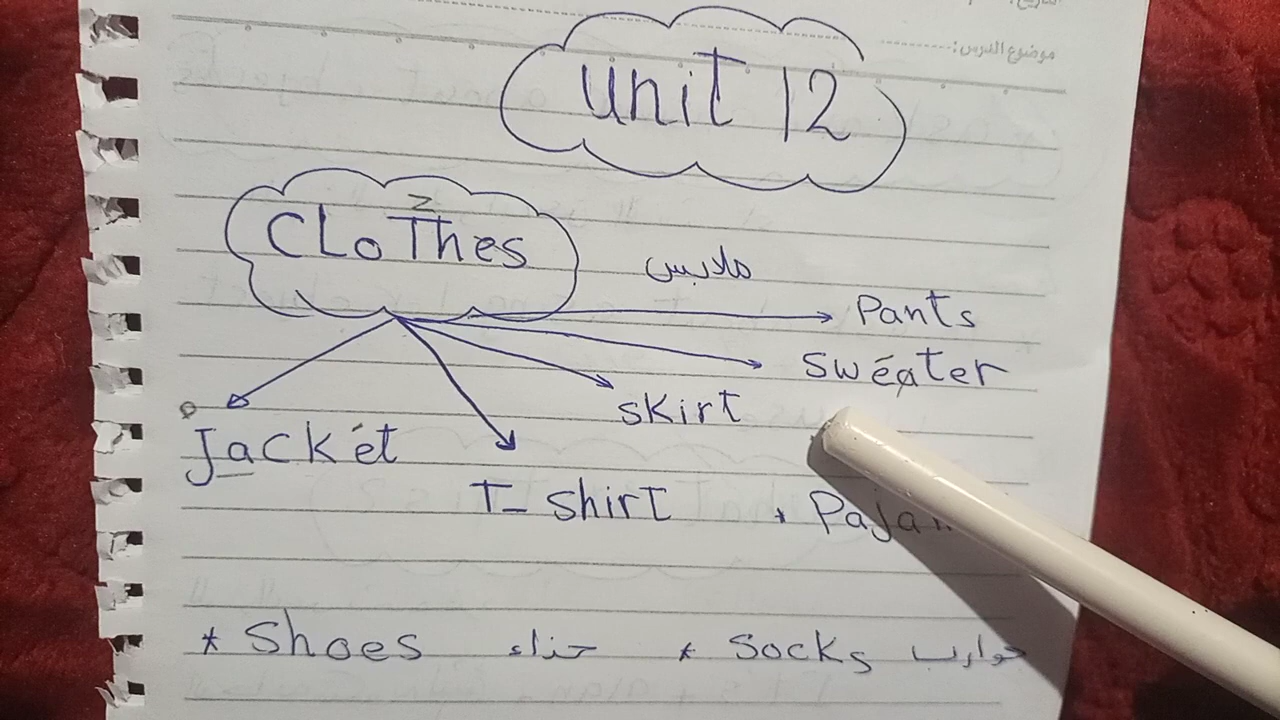 موضوع الدرس:
Unit 12
z
CLoThes
ملابس
Pants
sweater
skirt
Jacket
T-shirt
* Shoes حذاء * Socks جوارب